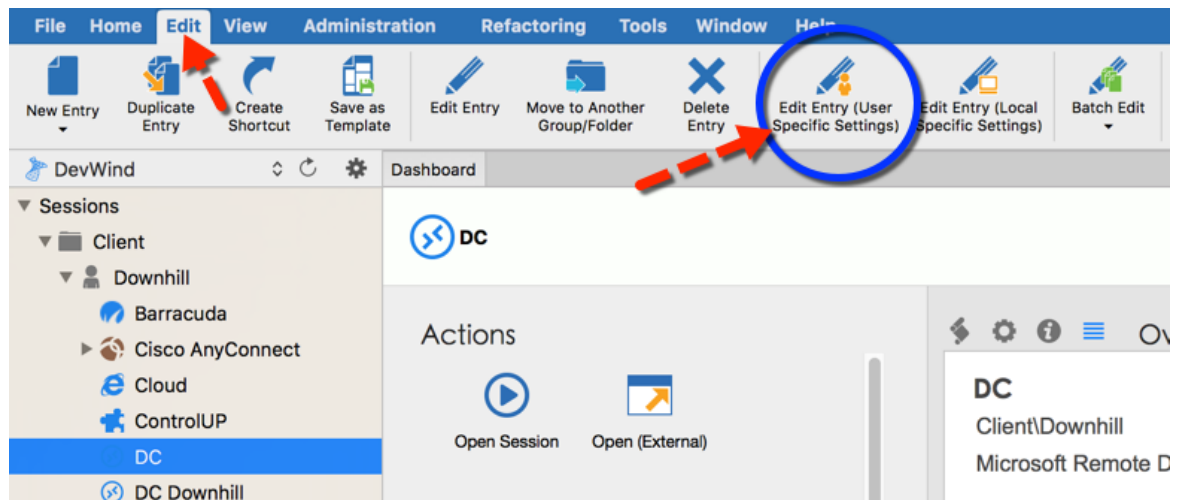 File Home Edit View Administration Refactoring Tools Window Help
New Entry Duplicate Create Save as Edit Entry Move to Another Delete Edit Entry (User Edit Entry (Local Batch Edit
Entry Shortcut Template Group/Folder Entry Specific Settings) Specific Settings)
DevWind Dashboard
Sessions
Client
DC
Downhill
Barracuda
Actions
Cisco AnyConnect
Cloud
DC
ControlUP
Client\Downhill
Open Session Open (External)
DC
Microsoft Remote D
DC Downhill